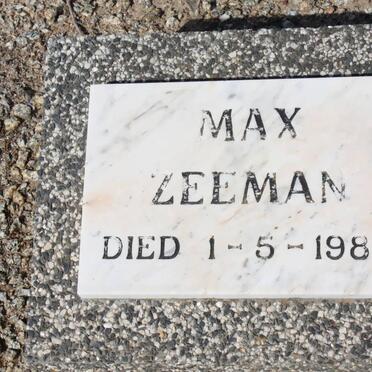 MAX
ZEEMAN
DIED 1-5-198